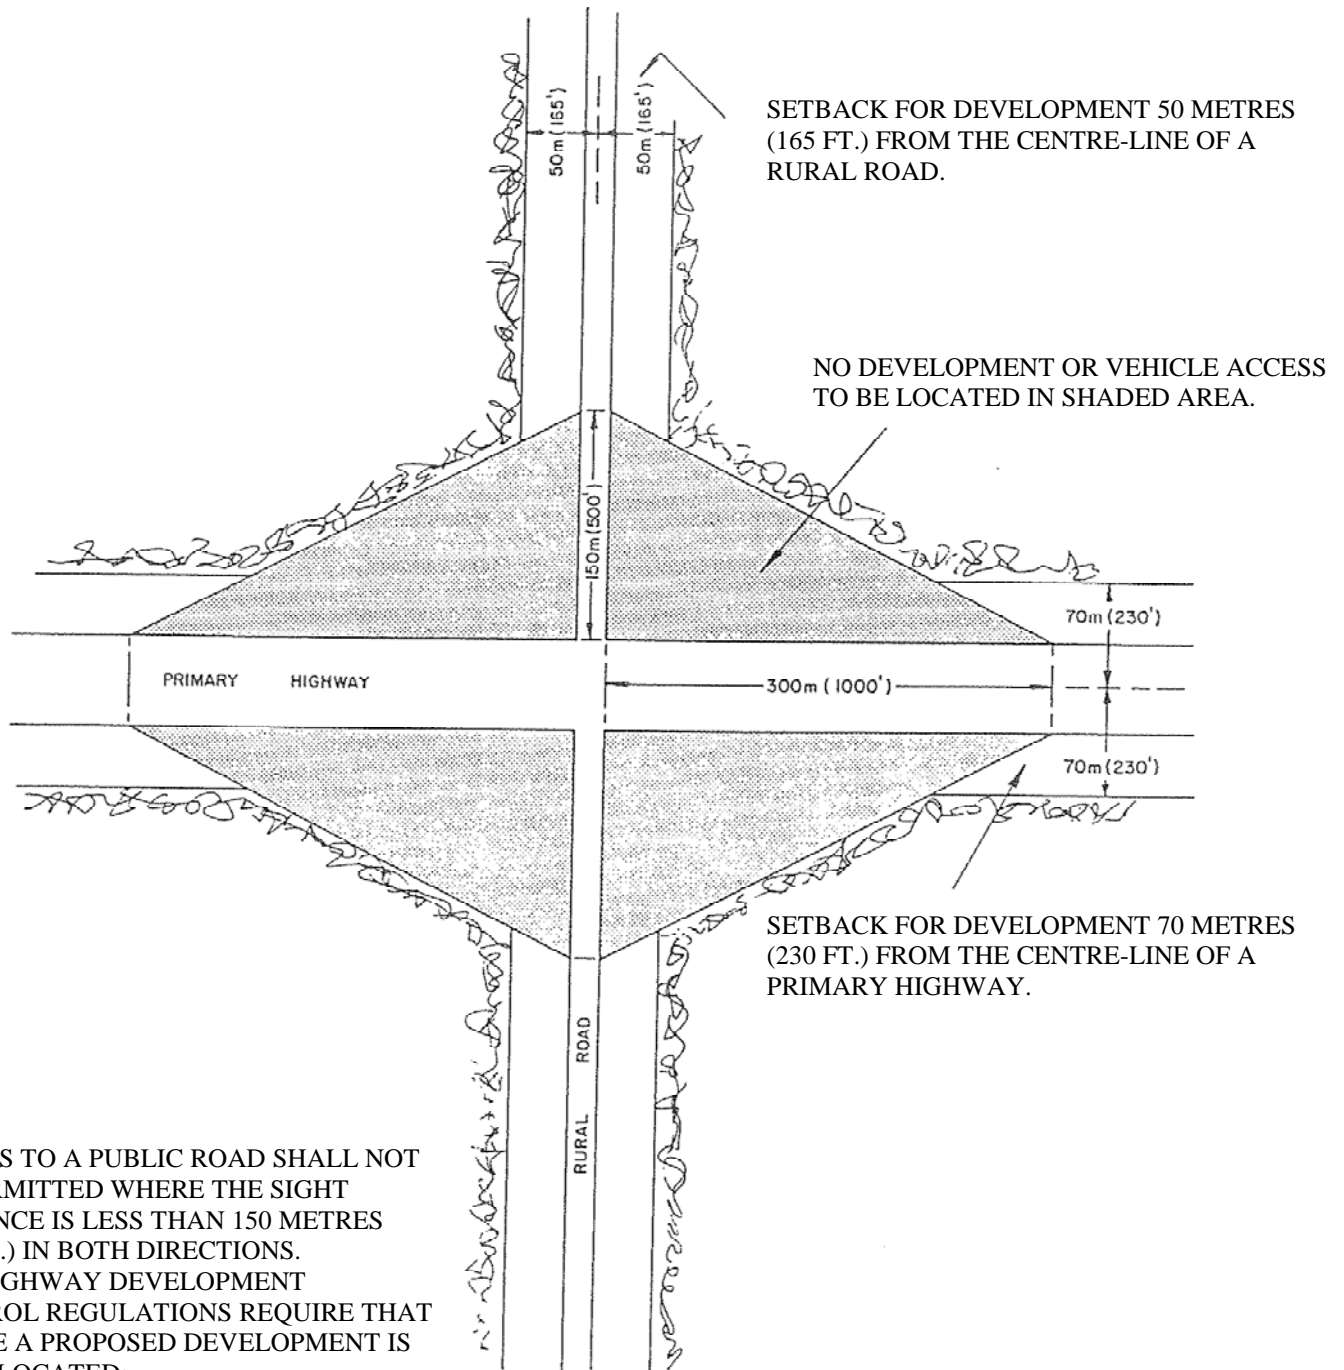 50m (165')
50m (165')
SETBACK FOR DEVELOPMENT 50 METRES
(165 FT.) FROM THE CENTRE-LINE OF A
RURAL ROAD.
NO DEVELOPMENT OR VEHICLE ACCESS
TO BE LOCATED IN SHADED AREA.
150m (500')
70m (230')
PRIMARY HIGHWAY
300m (1000')
70m (230')
SETBACK FOR DEVELOPMENT 70 METRES
(230 FT.) FROM THE CENTRE-LINE OF A
PRIMARY HIGHWAY.
RURAL ROAD
S TO A PUBLIC ROAD SHALL NOT
RMITTED WHERE THE SIGHT
NCE IS LESS THAN 150 METRES
.) IN BOTH DIRECTIONS.
GHWAY DEVELOPMENT
ROL REGULATIONS REQUIRE THAT
E A PROPOSED DEVELOPMENT IS
LOCATED